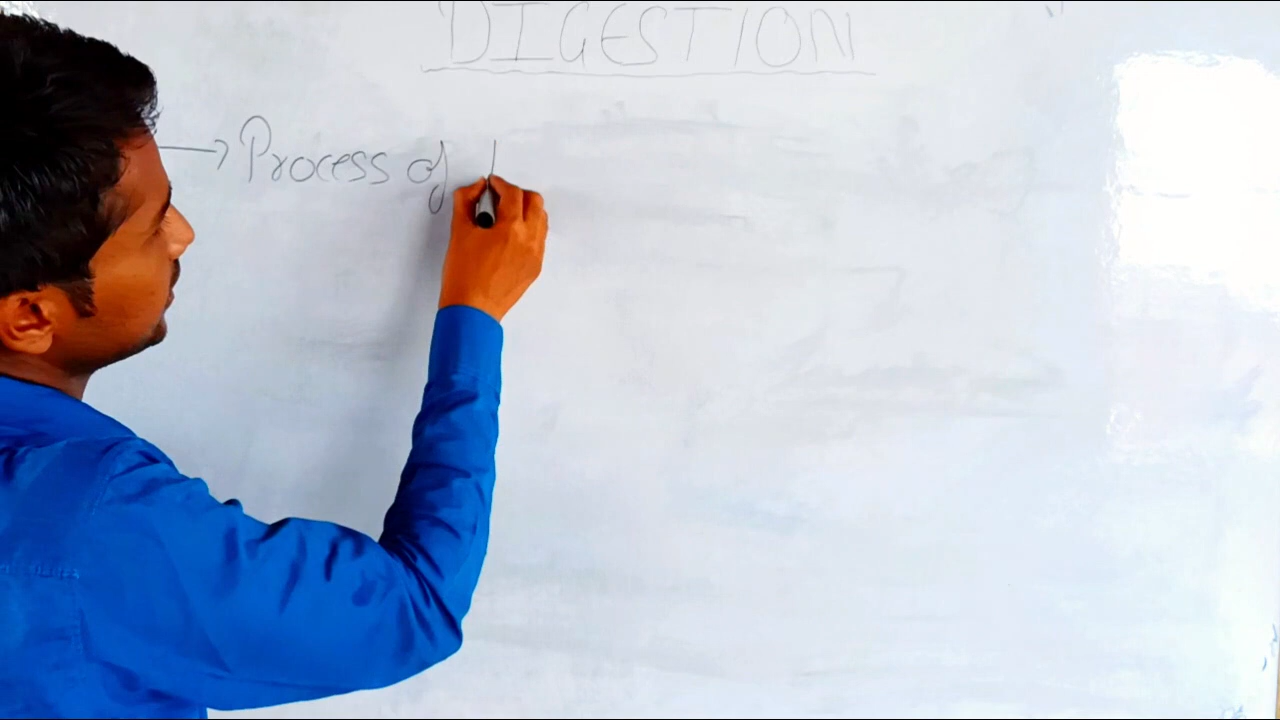 DIGESTION
→ Process of